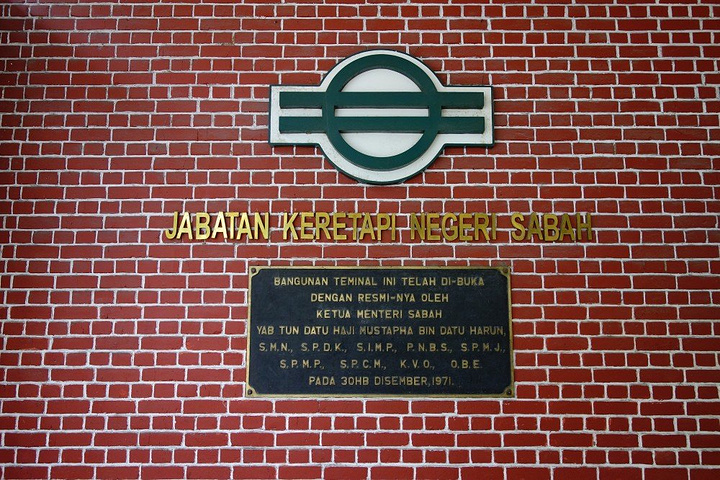 JABATAN KERETAPI NEGERI SABAH
BANGUNAN TEMINAL INI TELAH DI-BUKA
DENGAN RESMI-NYA OLEH
KETUA MENTERI SABAH
YAB TUN DATU HAJI MUSTAPHA BIN DATU HARUN,
S.M.N., S.P.D.K., S.I.M.P., P.N.B.S., S.P.M.J.,
S.P.M.P., S.P.C.M., K.V.O., O.B.E.
PADA 30HB DISEMBER,1971.